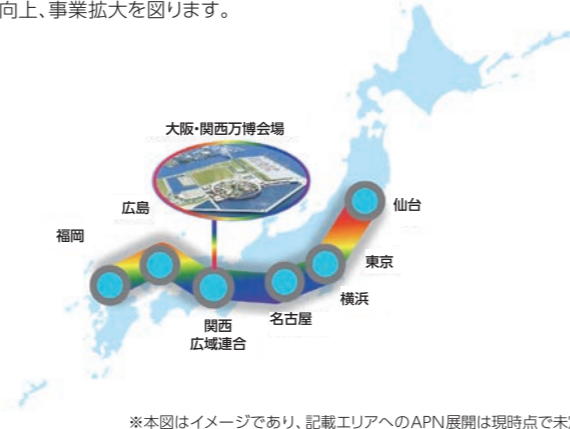 向上、事業拡大を図ります。
大阪・関西万博会場
広島
福岡
仙台
東京
横浜
名古屋
関西
広域連合
※本図はイメージであり、記載エリアへのAPN展開は現時点で未